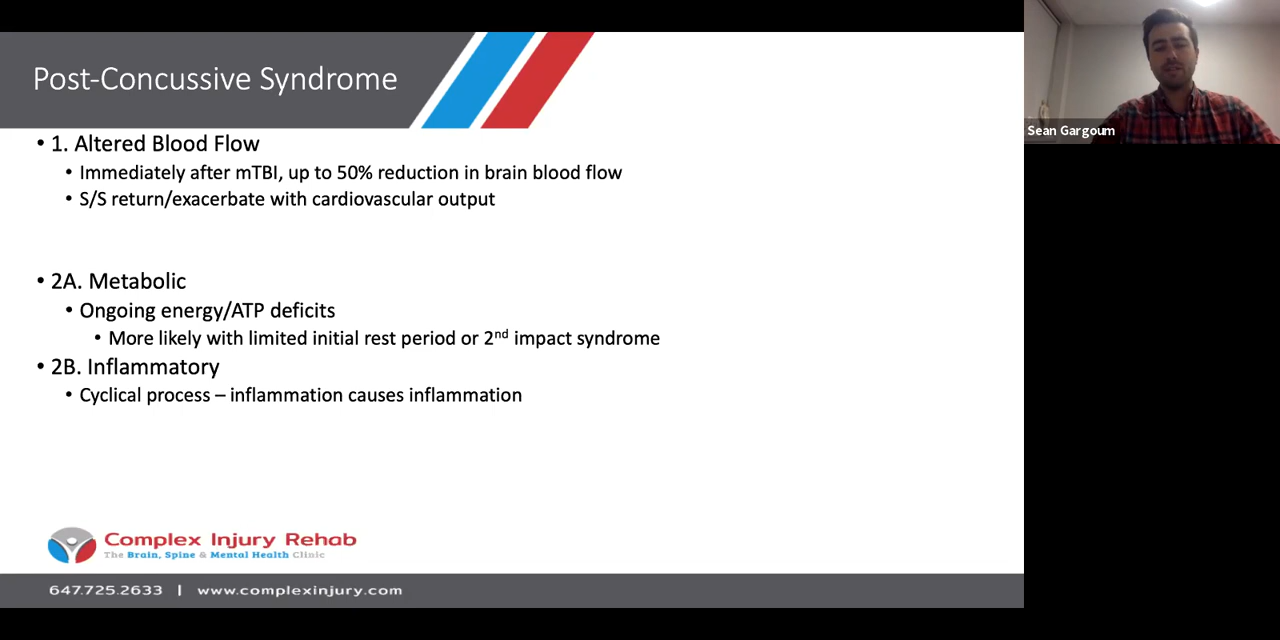 Post-Concussive Syndrome
• 1. Altered Blood Flow
• Immediately after mTBI, up to 50% reduction in brain blood flow
• S/S return/exacerbate with cardiovascular output
• 2A. Metabolic
• Ongoing energy/ATP deficits
• More likely with limited initial rest period or 2nd impact syndrome
• 2B. Inflammatory
• Cyclical process – inflammation causes inflammation
Complex Injury Rehab
The Brain, Spine & Mental Health Clinic
647.725.2633 | www.complexinjury.com
Sean Gargoum